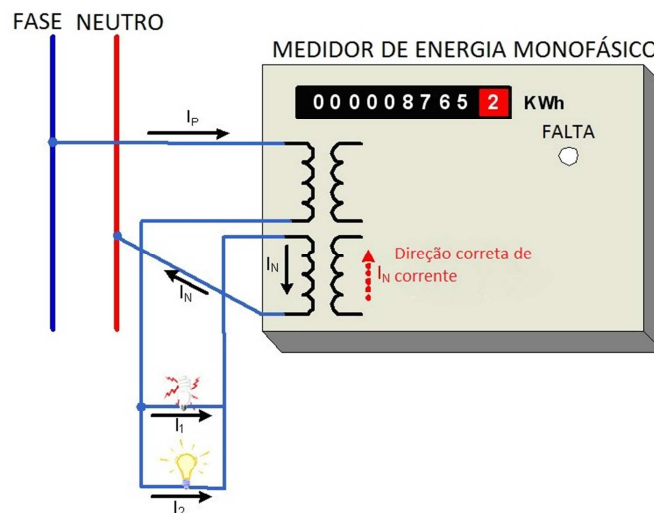 FASE NEUTRO
MEDIDOR DE ENERGIA MONOFÁSICO
000008765 2 KWh
FALTA
IP
IN
IN
Direção correta de
IN corrente
I1
I2